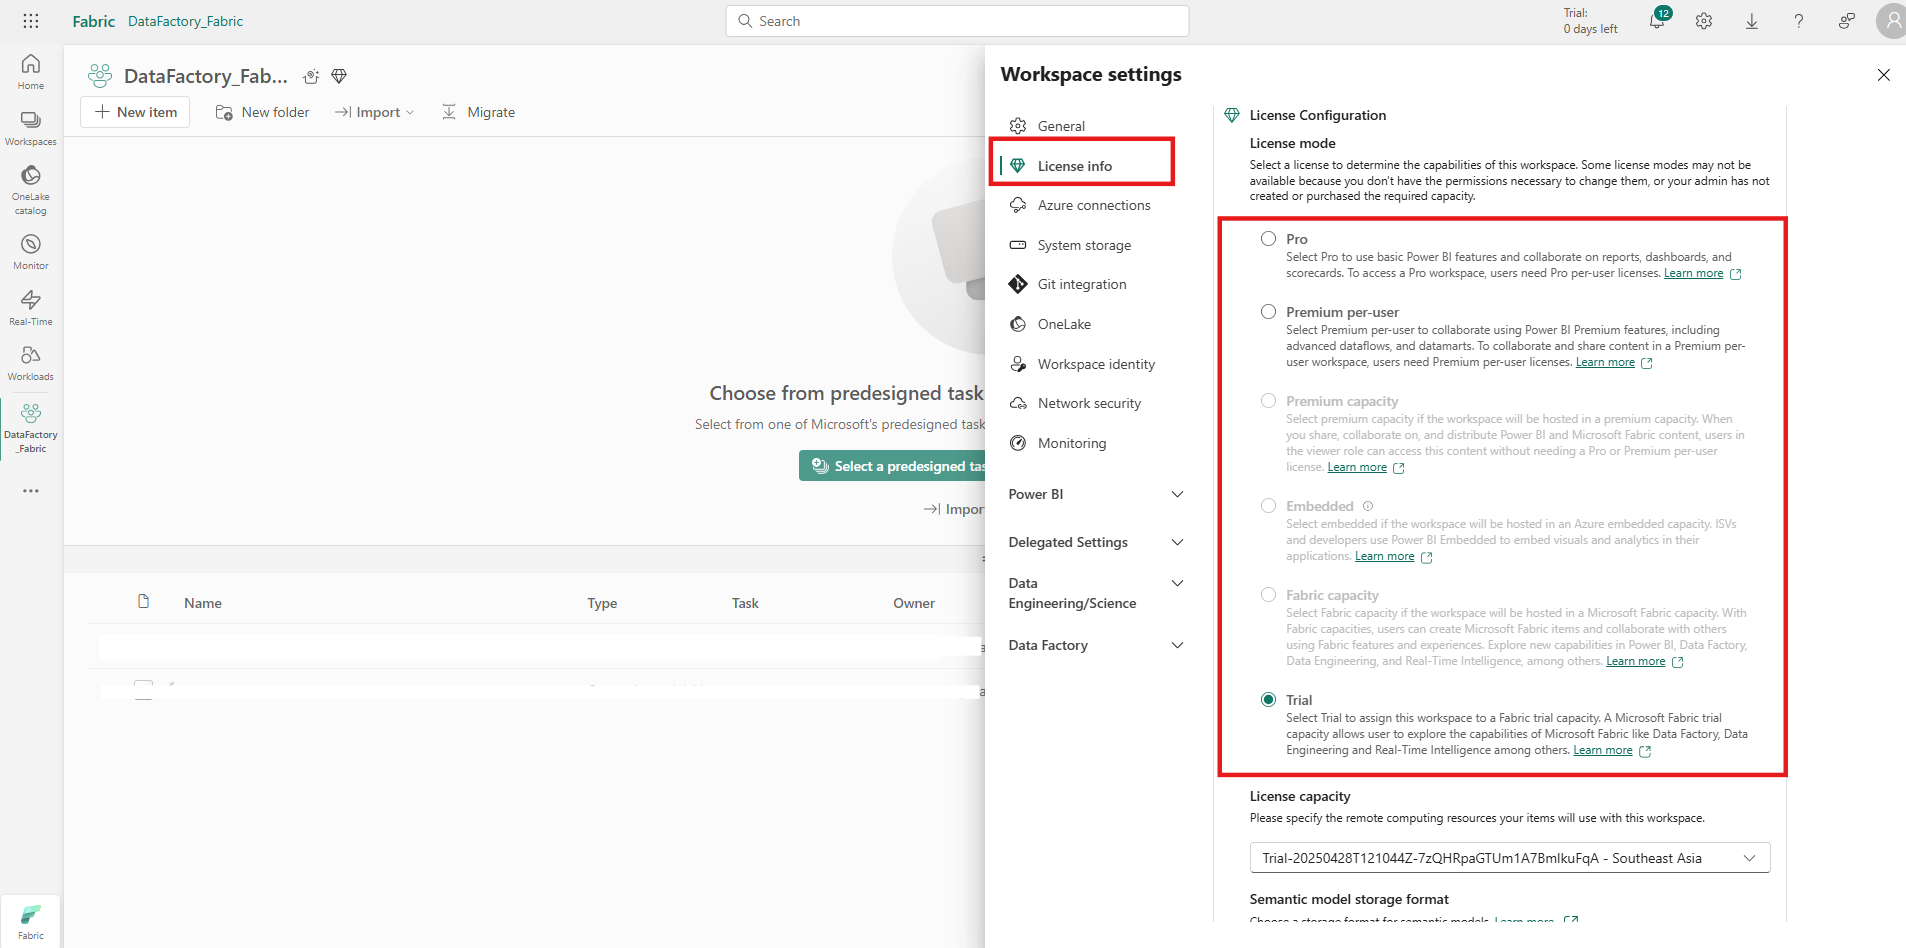 Fabric DataFactory_Fabric
Search
Trial:
0 days left
12
Home
Workspaces
OneLake
catalog
Monitor
Real-Time
Workloads
DataFactory
_Fabric
Fabric
DataFactory_Fab...
New item
New folder
Import
Migrate
Choose from predesigned task
Select from one of Microsoft's predesigned task
Select a predesigned tas
Impor
Name Type Task Owner
Workspace settings
General
License info
Azure connections
System storage
Git integration
OneLake
Workspace identity
Network security
Monitoring
Power BI
Delegated Settings
Data
Engineering/Science
Data Factory
License Configuration
License mode
Select a license to determine the capabilities of this workspace. Some license modes may not be
available because you don't have the permissions necessary to change them, or your admin has not
created or purchased the required capacity.
Pro
Select Pro to use basic Power BI features and collaborate on reports, dashboards, and
scorecards. To access a Pro workspace, users need Pro per-user licenses. Learn more
Premium per-user
Select Premium per-user to collaborate using Power BI Premium features, including
advanced dataflows, and datamarts. To collaborate and share content in a Premium per-
user workspace, users need Premium per-user licenses. Learn more
Premium capacity
Select premium capacity if the workspace will be hosted in a premium capacity. When
you share, collaborate on, and distribute Power BI and Microsoft Fabric content, users in
the viewer role can access this content without needing a Pro or Premium per-user
license. Learn more
Embedded
Select embedded if the workspace will be hosted in an Azure embedded capacity. ISVs
and developers use Power BI Embedded to embed visuals and analytics in their
applications. Learn more
Fabric capacity
Select Fabric capacity if the workspace will be hosted in a Microsoft Fabric capacity. With
Fabric capacities, users can create Microsoft Fabric items and collaborate with others
using Fabric features and experiences. Explore new capabilities in Power BI, Data Factory,
Data Engineering, and Real-Time Intelligence, among others. Learn more
Trial
Select Trial to assign this workspace to a Fabric trial capacity. A Microsoft Fabric trial
capacity allows user to explore the capabilities of Microsoft Fabric like Data Factory, Data
Engineering and Real-Time Intelligence among others. Learn more
License capacity
Please specify the remote computing resources your items will use with this workspace.
Trial-20250428T121044Z-7zQHRpaGTUm1A7BmIkuFqA - Southeast Asia
Semantic model storage format
Choose a storage format for semantic models. Learn more